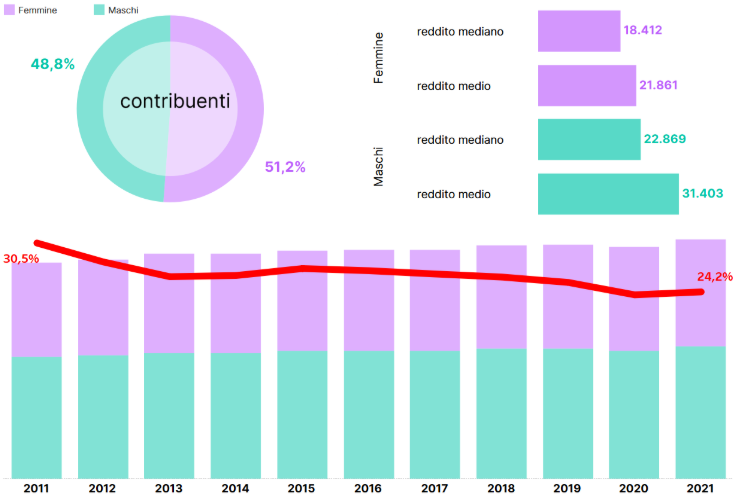 Femmine
Maschi
48,8%
contribuenti
51,2%
Femmine
reddito mediano
18.412
reddito medio
21.861
Maschi
reddito mediano
22.869
reddito medio
31.403
30,5%
24,2%
2011 2012 2013 2014 2015 2016 2017 2018 2019 2020 2021